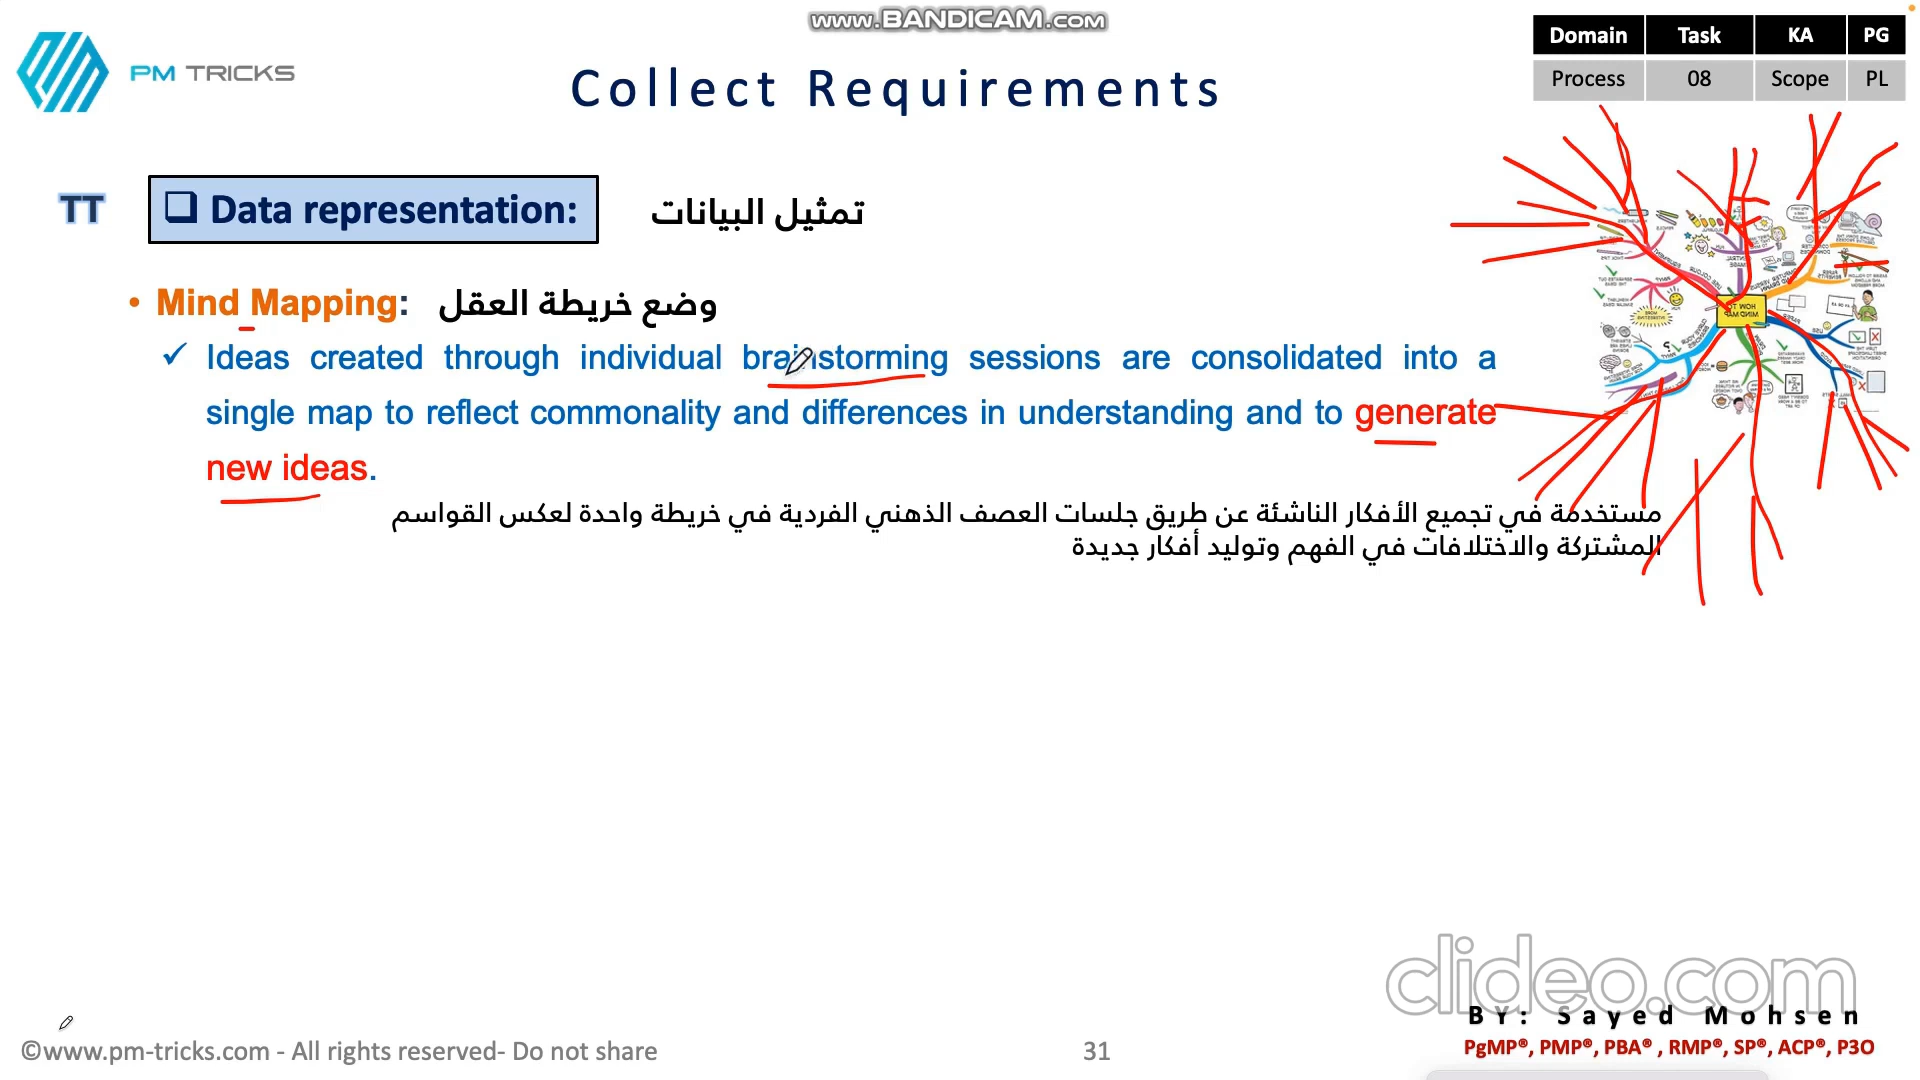 www.BANDICAM.com
PM TRICKS
Collect Requirements
Domain Task KA PG
Process 08 Scope PL
TT
❑ Data representation: تمثيل البيانات
• Mind Mapping: وضع خريطة العقل
✓ Ideas created through individual brainstorming sessions are consolidated into a
single map to reflect commonality and differences in understanding and to generate
new ideas.
مستخدمة في تجميع الأفكار الناشئة عن طريق جلسات العصف الذهني الفردية في خريطة واحدة لعكس القواسم
المشتركة والاختلافات في الفهم وتوليد أفكار جديدة
HOW TO
MIND MAP
clideo.com
BY: Sayed Mohsen
PgMP®, PMP®, PBA® , RMP®, SP®, ACP®, P3O
©www.pm-tricks.com - All rights reserved- Do not share
31